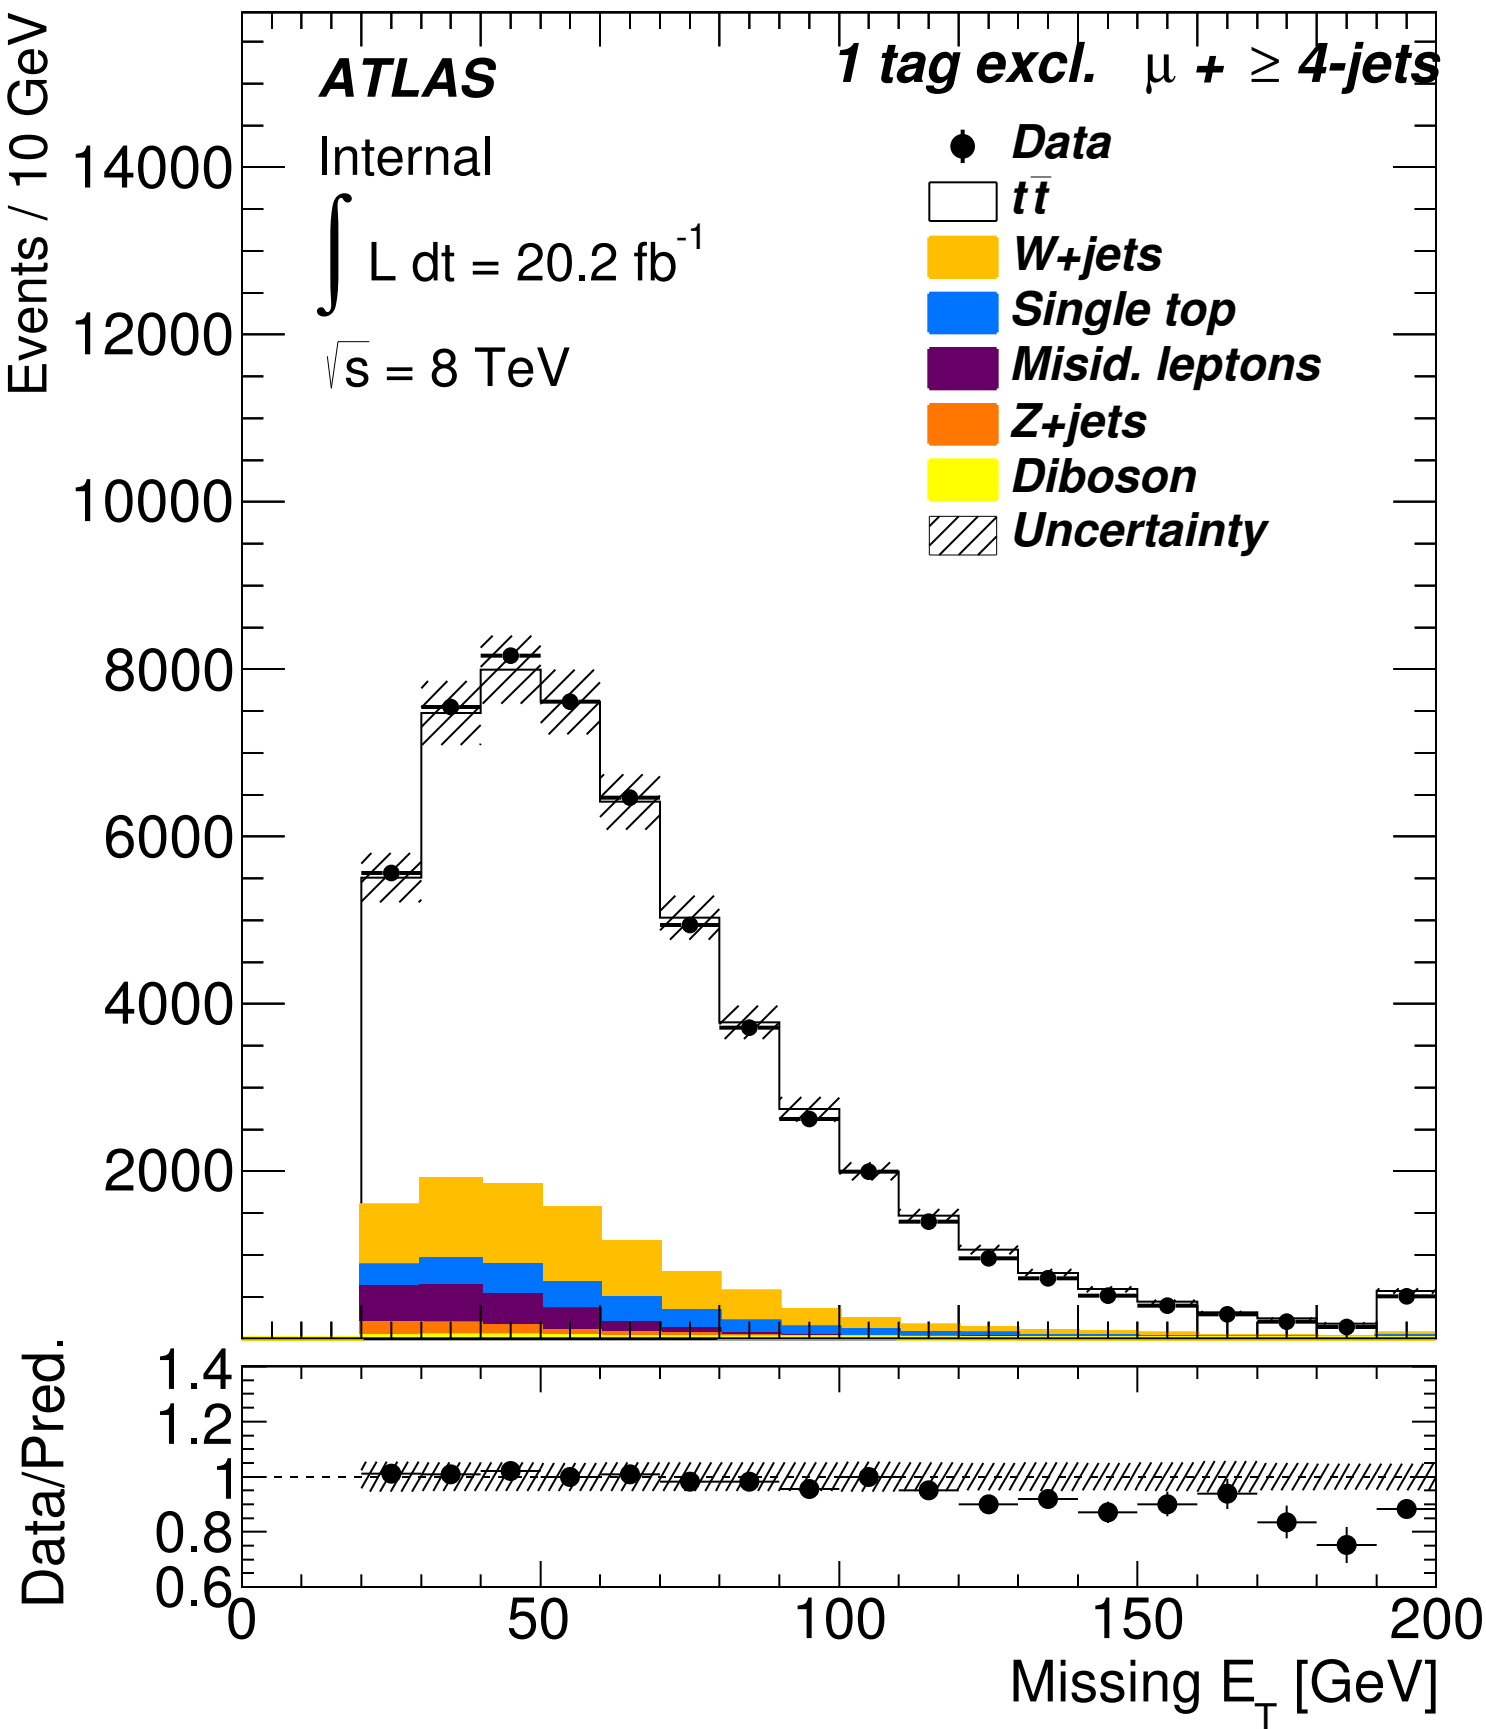 Events / 10 GeV
14000
12000
10000
8000
6000
4000
2000
ATLAS
Internal
∫ L dt = 20.2 fb⁻¹
√s = 8 TeV
1 tag excl. μ + ≥ 4-jets
Data
tt̅
W+jets
Single top
Misid. leptons
Z+jets
Diboson
Uncertainty
Data/Pred.
1.4
1.2
1
0.8
0.6
0 50 100 150 200
Missing E_T [GeV]